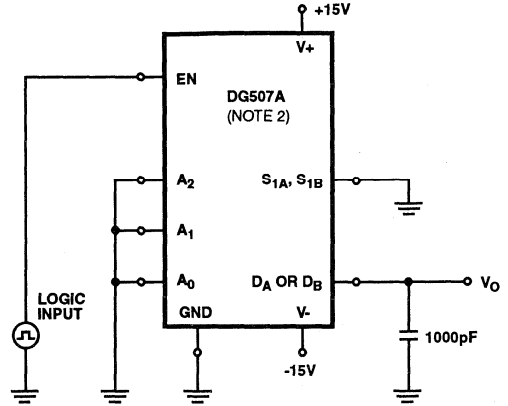 +15V
V+
EN
DG507A
(NOTE 2)
A2
S1A, S1B
A1
A0
DA OR DB
VO
LOGIC
INPUT
GND
V-
1000pF
-15V